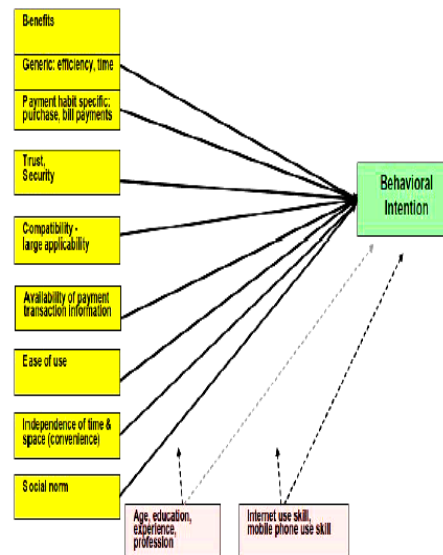 Benefits
Generic: efficiency, time
Payment habit specific:
purchase, bill payments
Trust,
Security
Compatibility -
large applicability
Availability of payment
transaction information
Ease of use
Independence of time &
space (convenience)
Social norm
Behavioral
Intention
Age, education,
experience,
profession
Internet use skill,
mobile phone use skill